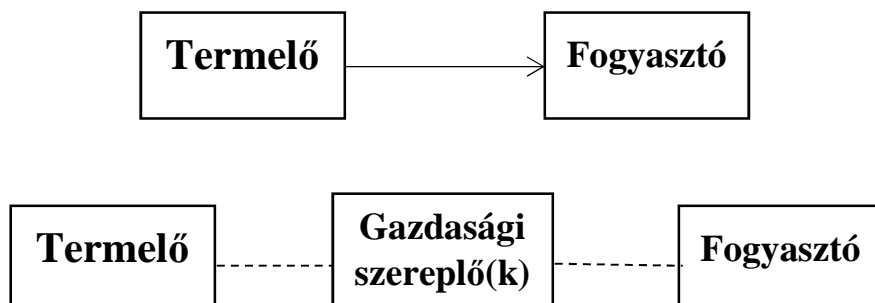 Termelő
Fogyasztó
Termelő
Gazdasági
szereplő(k)
Fogyasztó